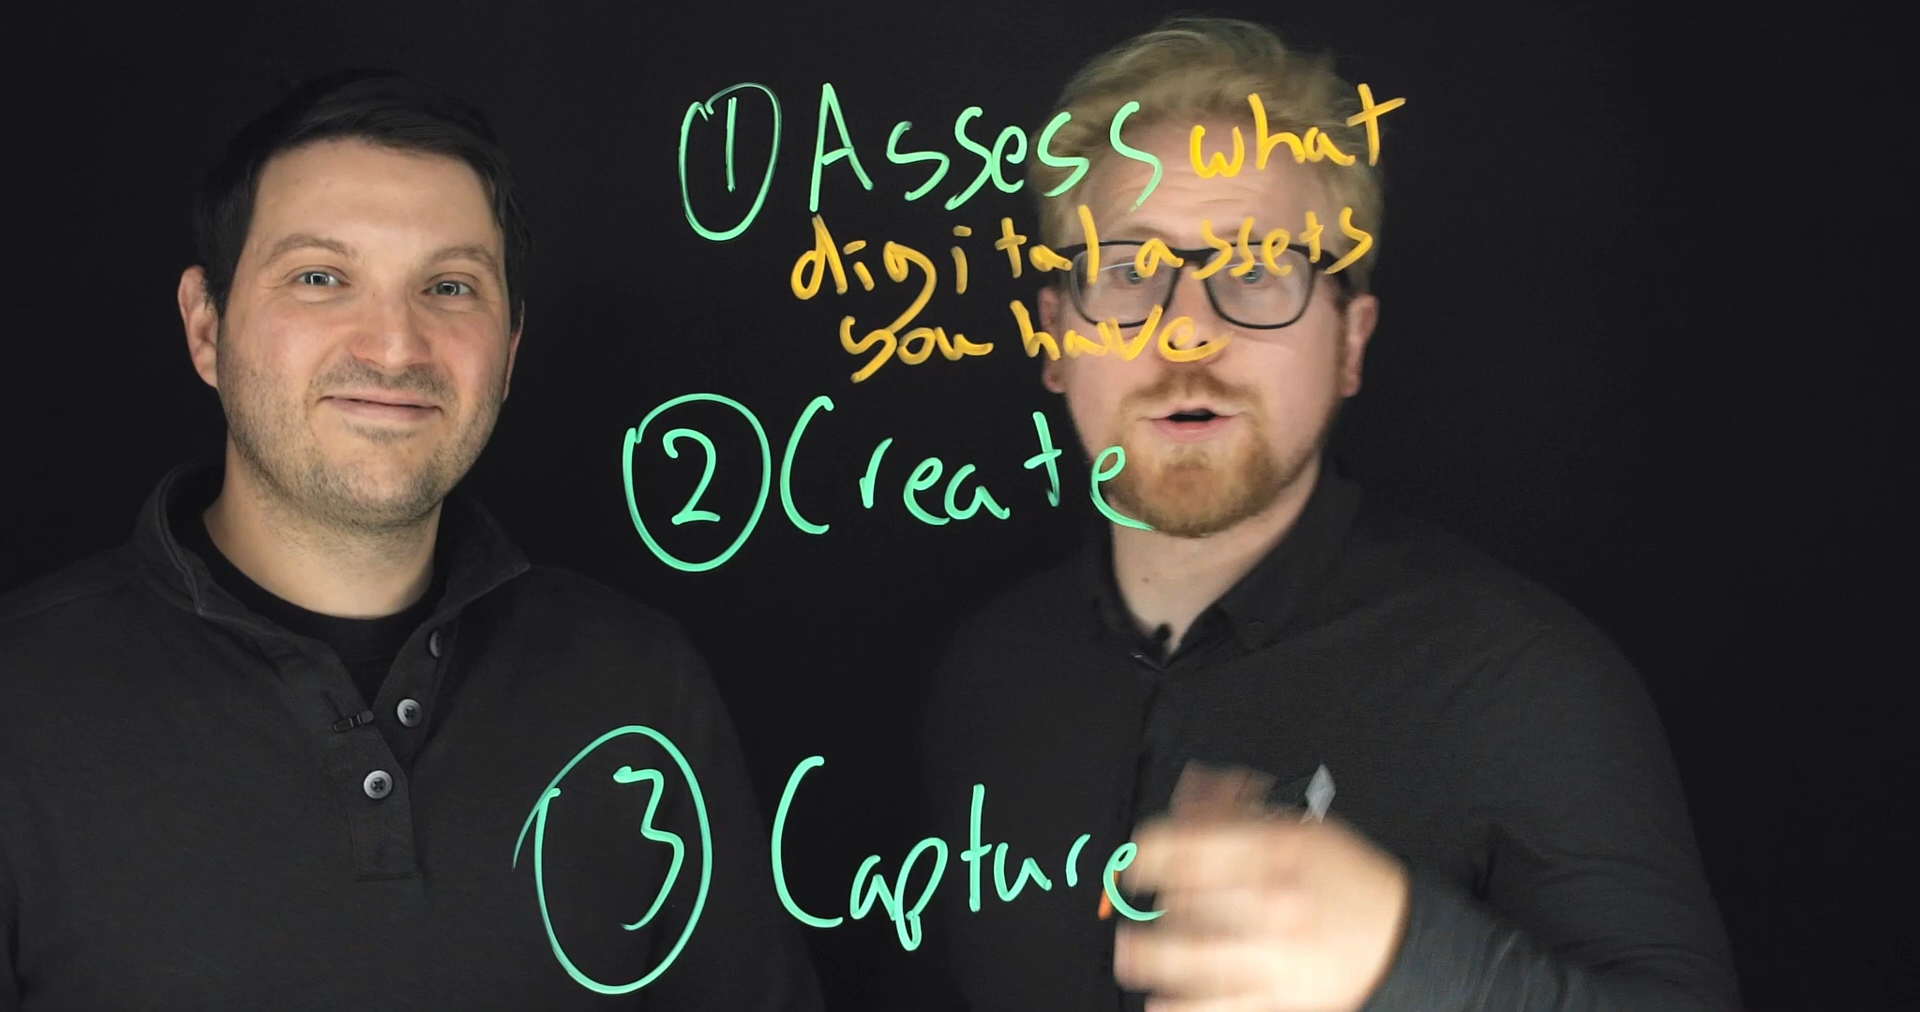 ① Assess what
digital assets
you have
② Create
③ Capture